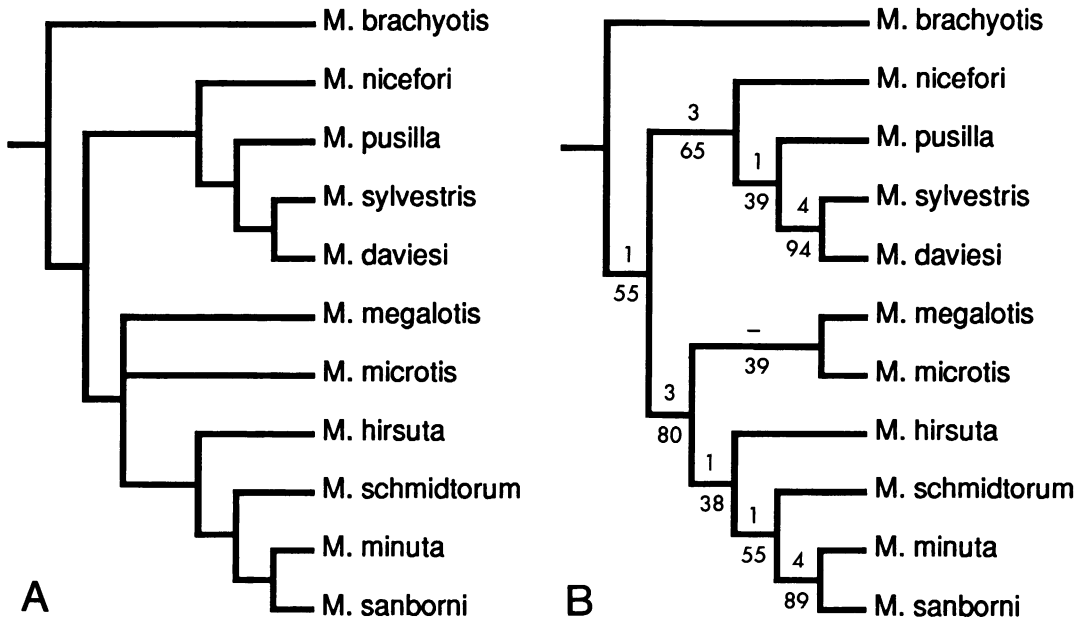 M. brachyotis
M. nicefori
M. pusilla
M. sylvestris
M. daviesi
M. megalotis
M. microtis
M. hirsuta
M. schmidtorum
M. minuta
M. sanborni
A
M. brachyotis
M. nicefori
3
65
M. pusilla
1
39
M. sylvestris
4
94
M. daviesi
1
55
M. megalotis
–
39
M. microtis
3
80
M. hirsuta
1
38
M. schmidtorum
1
55
M. minuta
4
89
M. sanborni
B